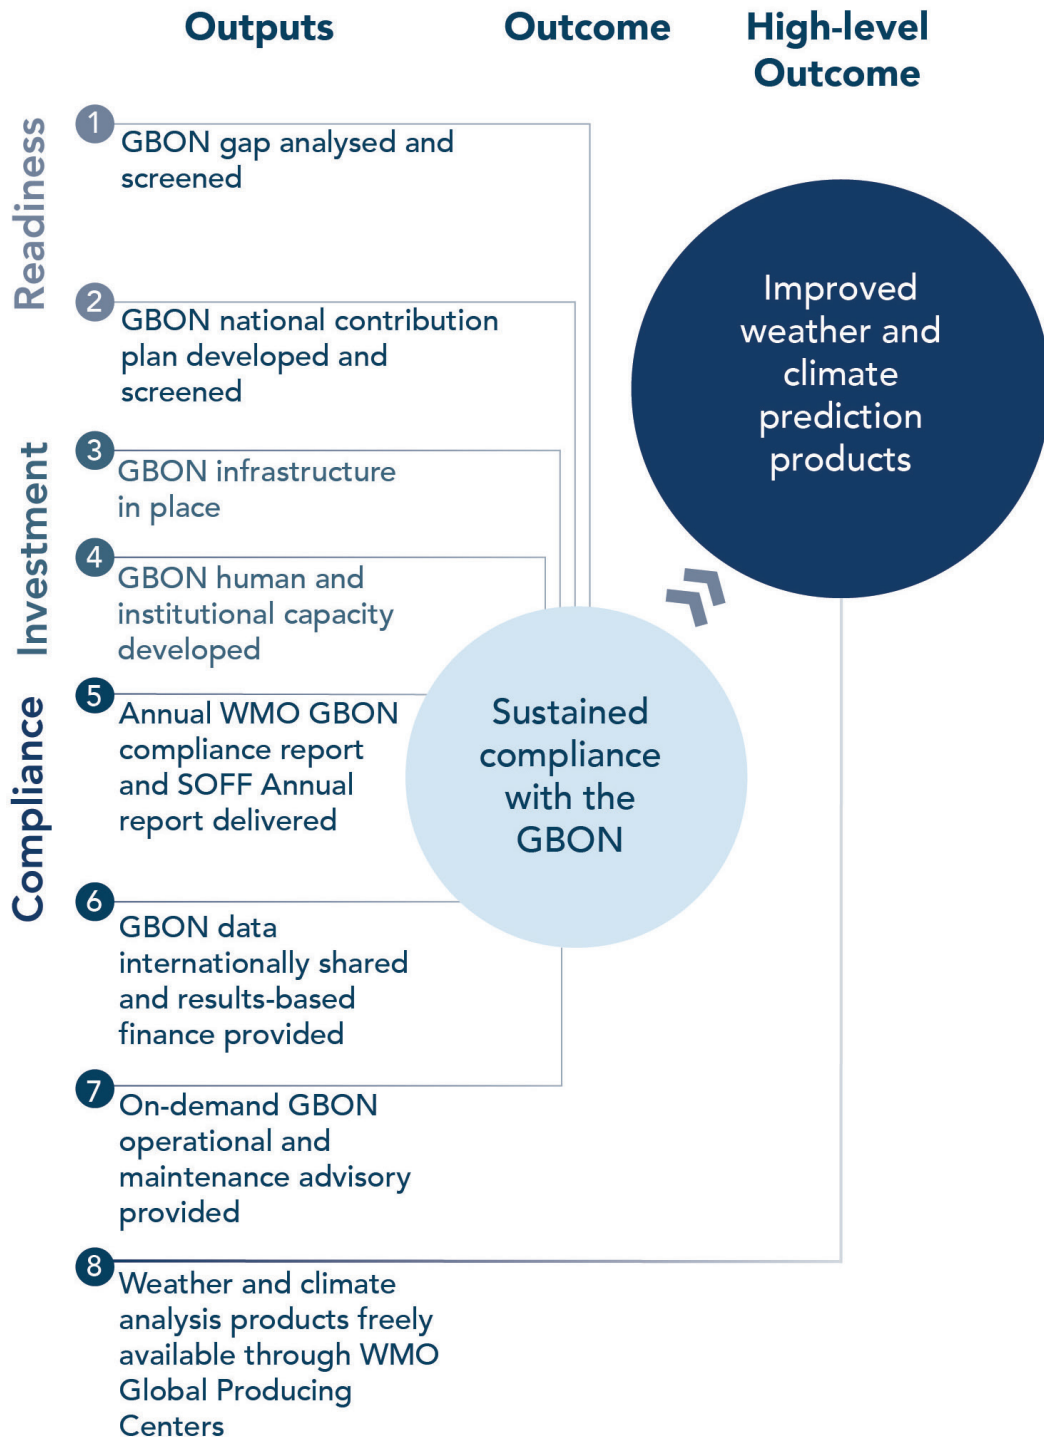 Outputs
Outcome
High-level
Outcome
Readiness
1
GBON gap analysed and
screened
2
GBON national contribution
plan developed and
screened
Investment
3
GBON infrastructure
in place
4
GBON human and
institutional capacity
developed
Compliance
5
Annual WMO GBON
compliance report
and SOFF Annual
report delivered
6
GBON data
internationally shared
and results-based
finance provided
7
On-demand GBON
operational and
maintenance advisory
provided
8
Weather and climate
analysis products freely
available through WMO
Global Producing
Centers
Sustained
compliance
with the
GBON
Improved
weather and
climate
prediction
products